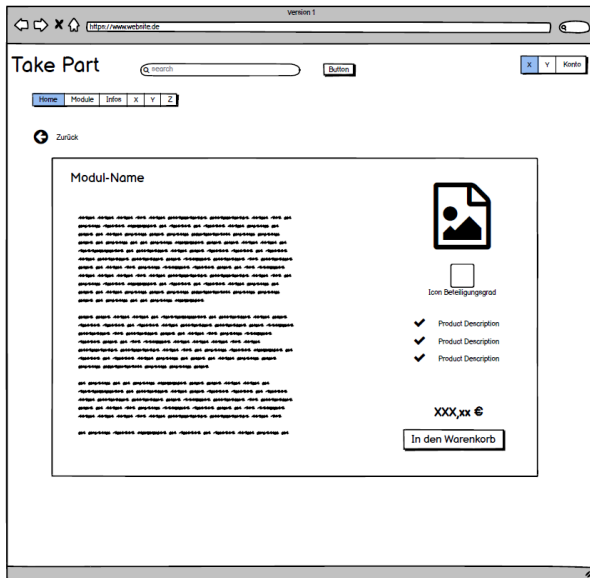 Version 1
https://www.website.de
Take Part
search
Button
X Y Konto
Home Module Infos X Y Z
Zurück
Modul-Name
Icon Beteiligungsgrad
Product Description
Product Description
Product Description
XXX,xx €
In den Warenkorb